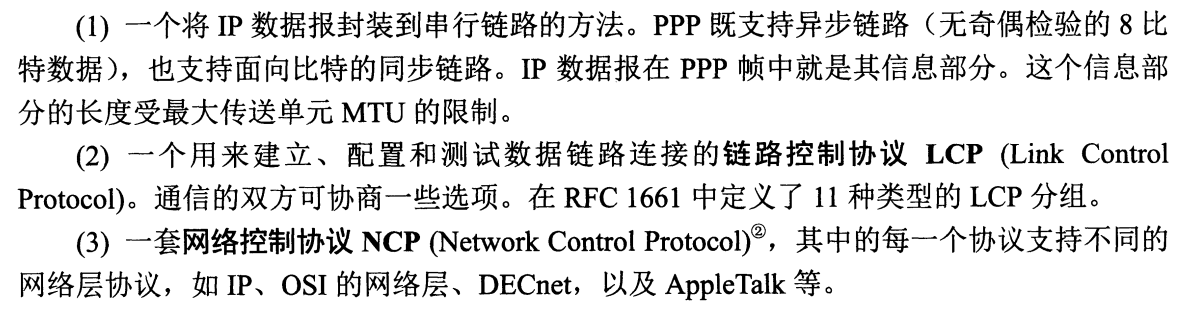 (1) 一个将 IP 数据报封装到串行链路的方法。PPP 既支持异步链路（无奇偶检验的 8 比
特数据），也支持面向比特的同步链路。IP 数据报在 PPP 帧中就是其信息部分。这个信息部
分的长度受最大传送单元 MTU 的限制。
(2) 一个用来建立、配置和测试数据链路连接的链路控制协议 LCP (Link Control
Protocol)。通信的双方可协商一些选项。在 RFC 1661 中定义了 11 种类型的 LCP 分组。
(3) 一套网络控制协议 NCP (Network Control Protocol)②，其中的每一个协议支持不同的
网络层协议，如 IP、OSI 的网络层、DECnet，以及 AppleTalk 等。